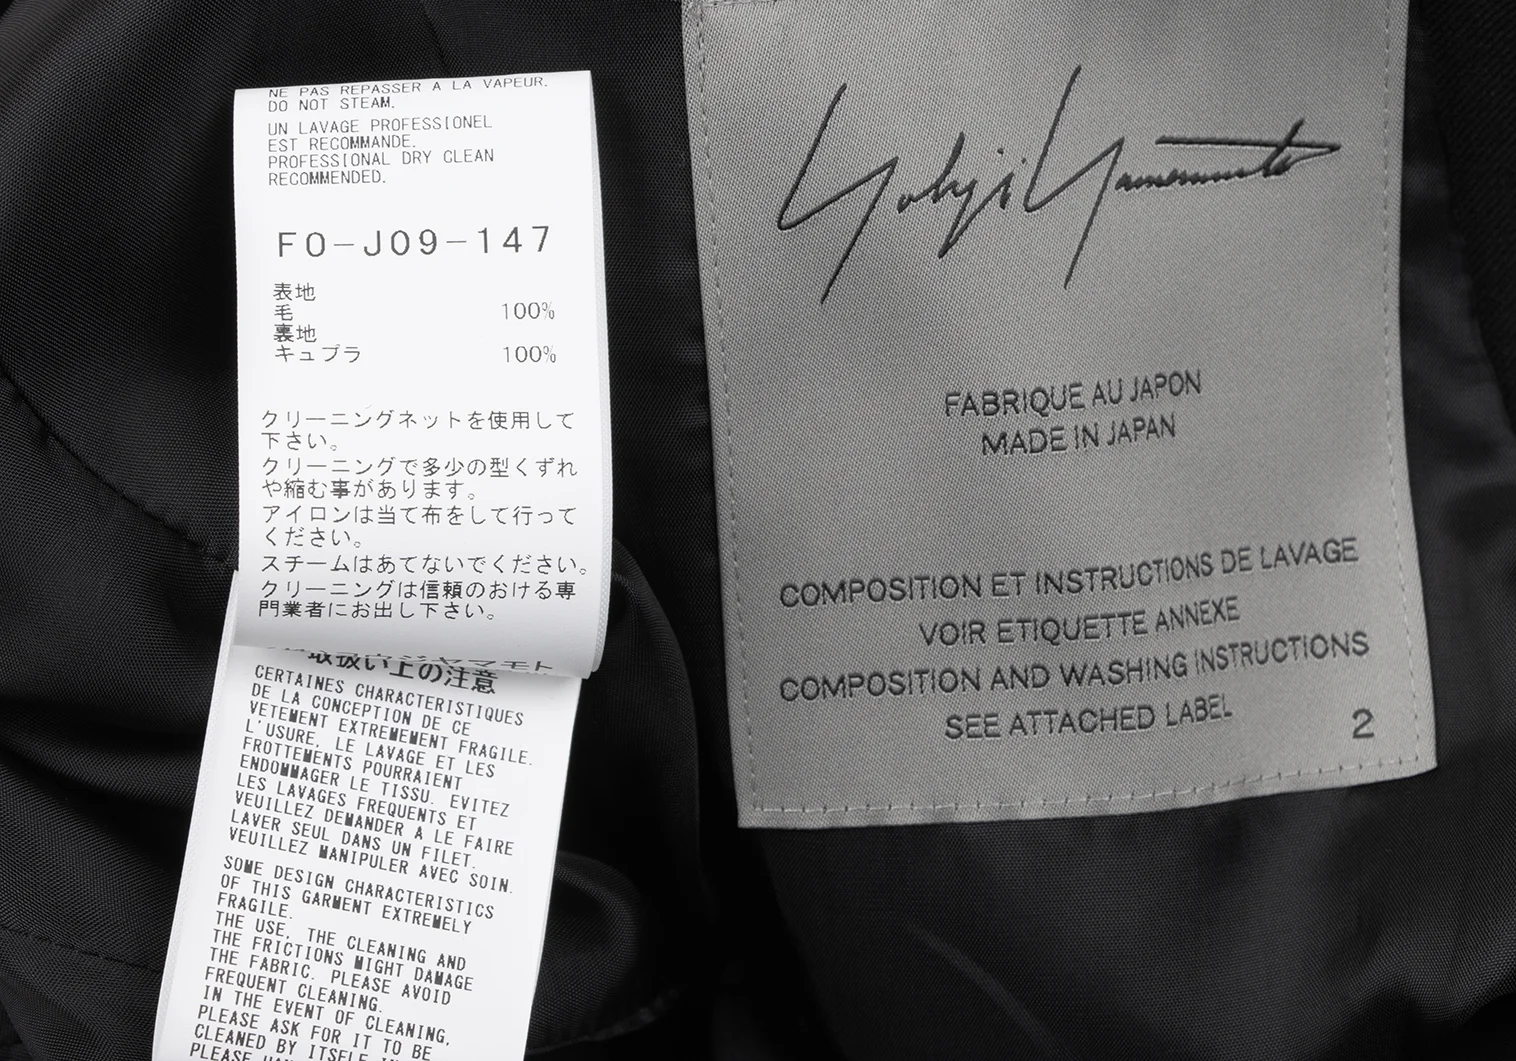 NE PAS REPASSER A LA VAPEUR.
DO NOT STEAM.
UN LAVAGE PROFESSIONEL
EST RECOMMANDE.
PROFESSIONAL DRY CLEAN
RECOMMENDED.
FO-J09-147
表地
毛 100%
裏地
キュプラ 100%
クリーニングネットを使用して
下さい。
クリーニングで多少の型くずれ
や縮む事があります。
アイロンは当て布をして行って
ください。
スチームはあてないでください。
クリーニングは信頼のおける専
門業者にお出し下さい。
取扱い上の注意
CERTAINES CHARACTERISTIQUES
DE LA CONCEPTION DE CE
VETEMENT EXTREMEMENT FRAGILE.
L'USURE, LE LAVAGE ET LES
FROTTEMENTS POURRAIENT
ENDOMMAGER LE TISSU. EVITEZ
LES LAVAGES FREQUENTS ET
VEUILLEZ DEMANDER A LE FAIRE
LAVER SEUL DANS UN FILET.
VEUILLEZ MANIPULER AVEC SOIN.
SOME DESIGN CHARACTERISTICS
OF THIS GARMENT EXTREMELY
FRAGILE.
THE USE, THE CLEANING AND
THE FRICTIONS MIGHT DAMAGE
THE FABRIC. PLEASE AVOID
FREQUENT CLEANING.
IN THE EVENT OF CLEANING,
PLEASE ASK FOR IT TO BE
CLEANED BY ITSELF
PLEASE
Yohji Yamamoto
FABRIQUE AU JAPON
MADE IN JAPAN
COMPOSITION ET INSTRUCTIONS DE LAVAGE
VOIR ETIQUETTE ANNEXE
COMPOSITION AND WASHING INSTRUCTIONS
SEE ATTACHED LABEL
2